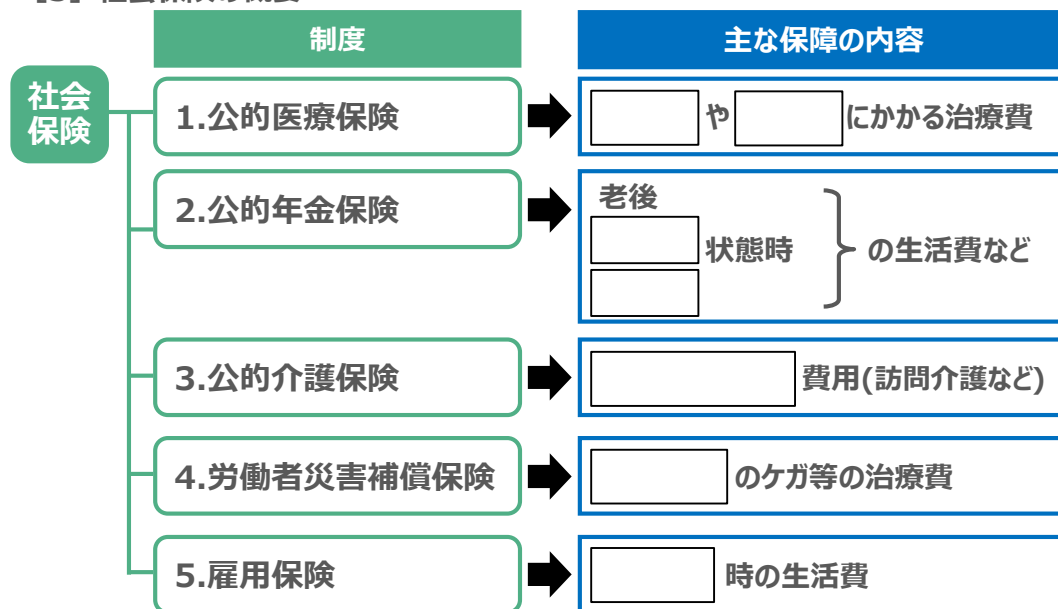 制度
主な保障の内容
社会
保険
1.公的医療保険
や
にかかる治療費
2.公的年金保険
老後
状態時
の生活費など
3.公的介護保険
費用(訪問介護など)
4.労働者災害補償保険
のケガ等の治療費
5.雇用保険
時の生活費